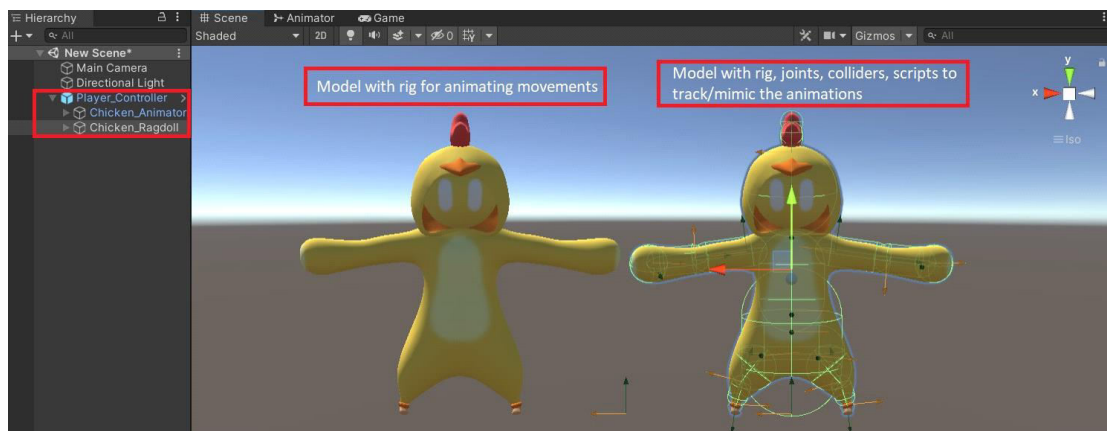 Hierarchy
All
New Scene*
Main Camera
Directional Light
Player_Controller
Chicken_Animator
Chicken_Ragdoll
Scene Animator Game
Shaded 2D 0 Gizmos All
Model with rig for animating movements
Model with rig, joints, colliders, scripts to
track/mimic the animations
y
x
Iso